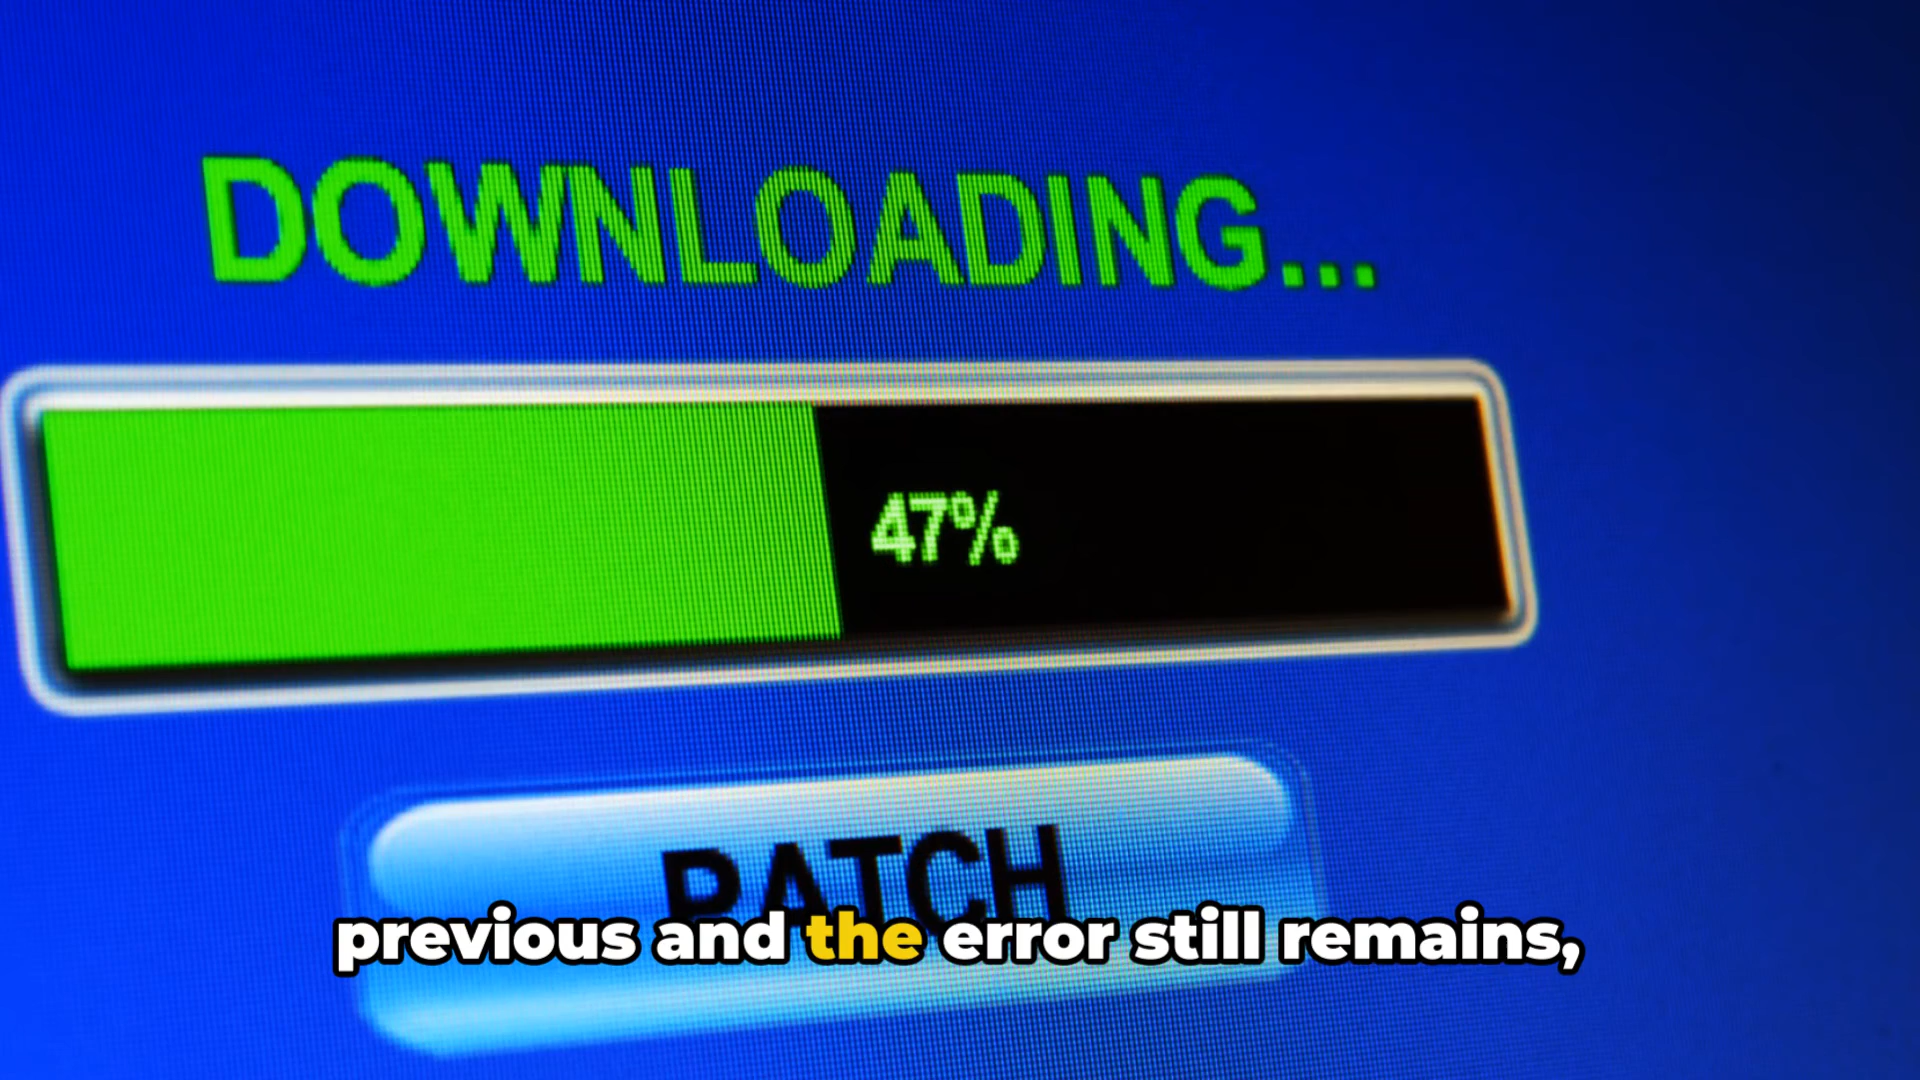 DOWNLOADING...
47%
PATCH
previous and the error still remains,